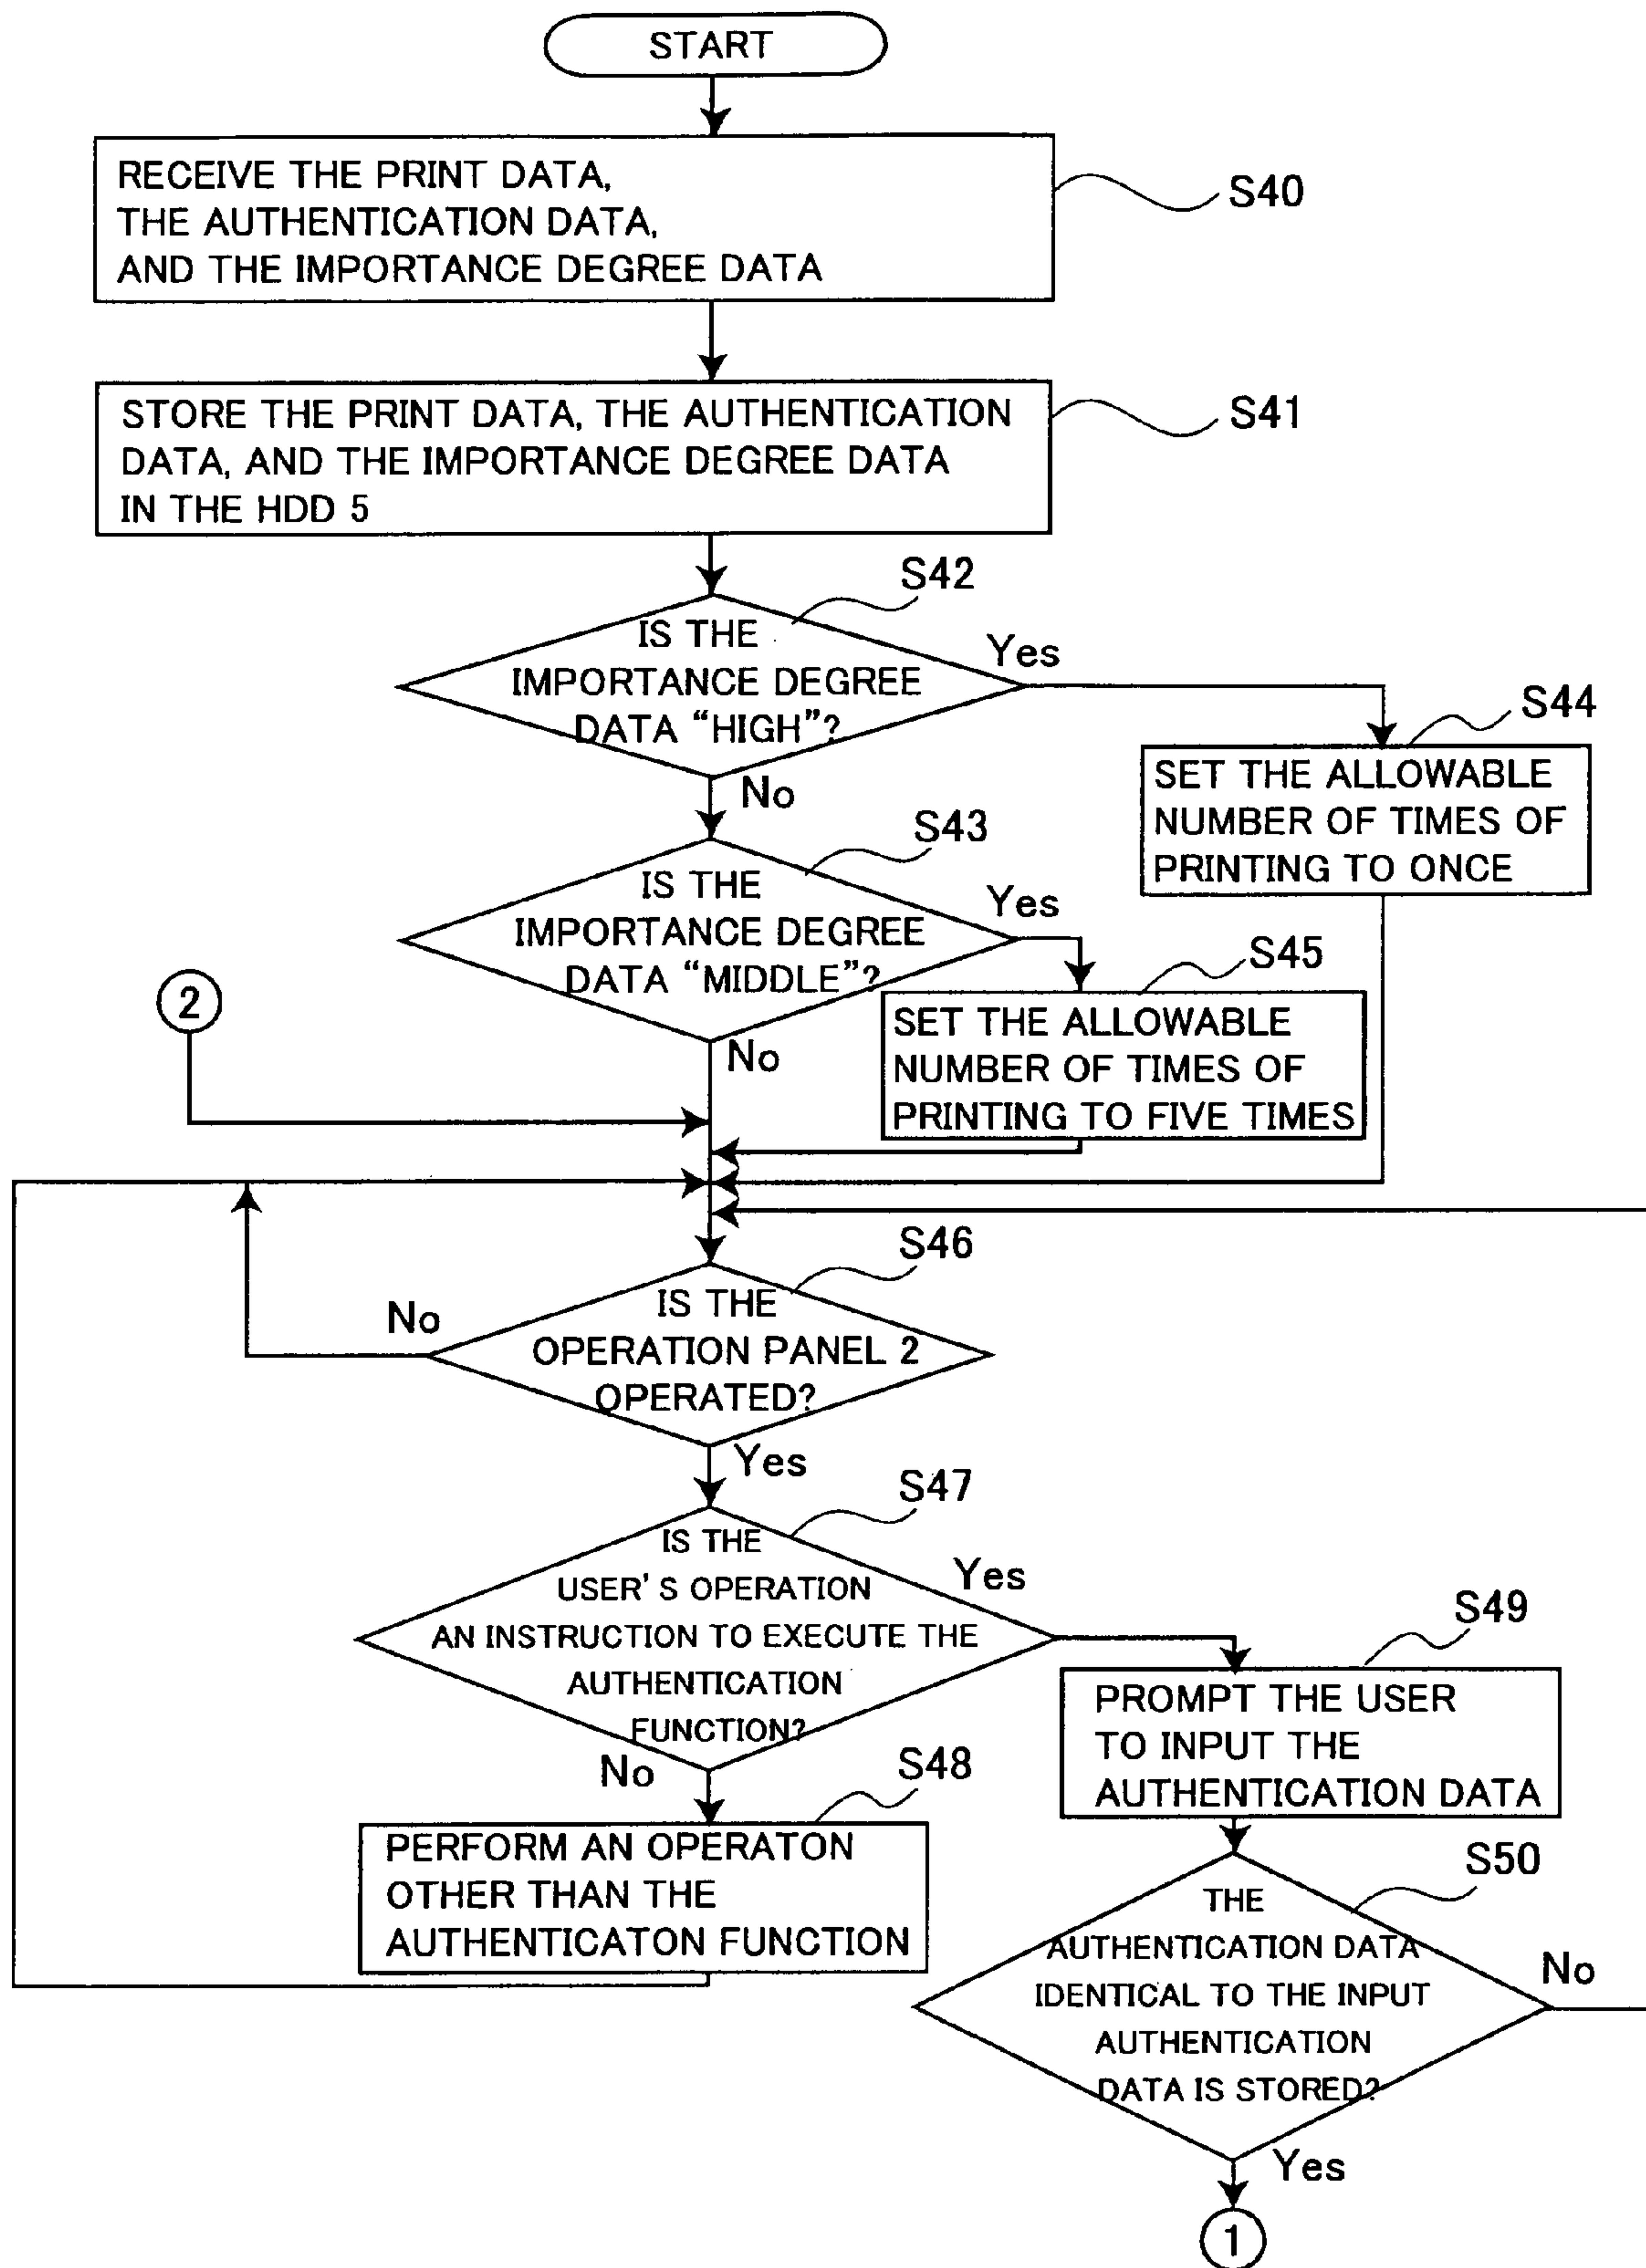 START
RECEIVE THE PRINT DATA,
THE AUTHENTICATION DATA,
AND THE IMPORTANCE DEGREE DATA
S40
STORE THE PRINT DATA, THE AUTHENTICATION
DATA, AND THE IMPORTANCE DEGREE DATA
IN THE HDD 5
S41
S42
IS THE
IMPORTANCE DEGREE
DATA “HIGH”?
Yes
No
S44
SET THE ALLOWABLE
NUMBER OF TIMES OF
PRINTING TO ONCE
S43
IS THE
IMPORTANCE DEGREE
DATA “MIDDLE”?
Yes
No
S45
SET THE ALLOWABLE
NUMBER OF TIMES OF
PRINTING TO FIVE TIMES
2
S46
IS THE
OPERATION PANEL 2
OPERATED?
No
Yes
S47
IS THE
USER'S OPERATION
AN INSTRUCTION TO EXECUTE THE
AUTHENTICATION
FUNCTION?
Yes
No
S48
PERFORM AN OPERATON
OTHER THAN THE
AUTHENTICATON FUNCTION
S49
PROMPT THE USER
TO INPUT THE
AUTHENTICATION DATA
S50
THE
AUTHENTICATION DATA
IDENTICAL TO THE INPUT
AUTHENTICATION
DATA IS STORED?
No
Yes
1